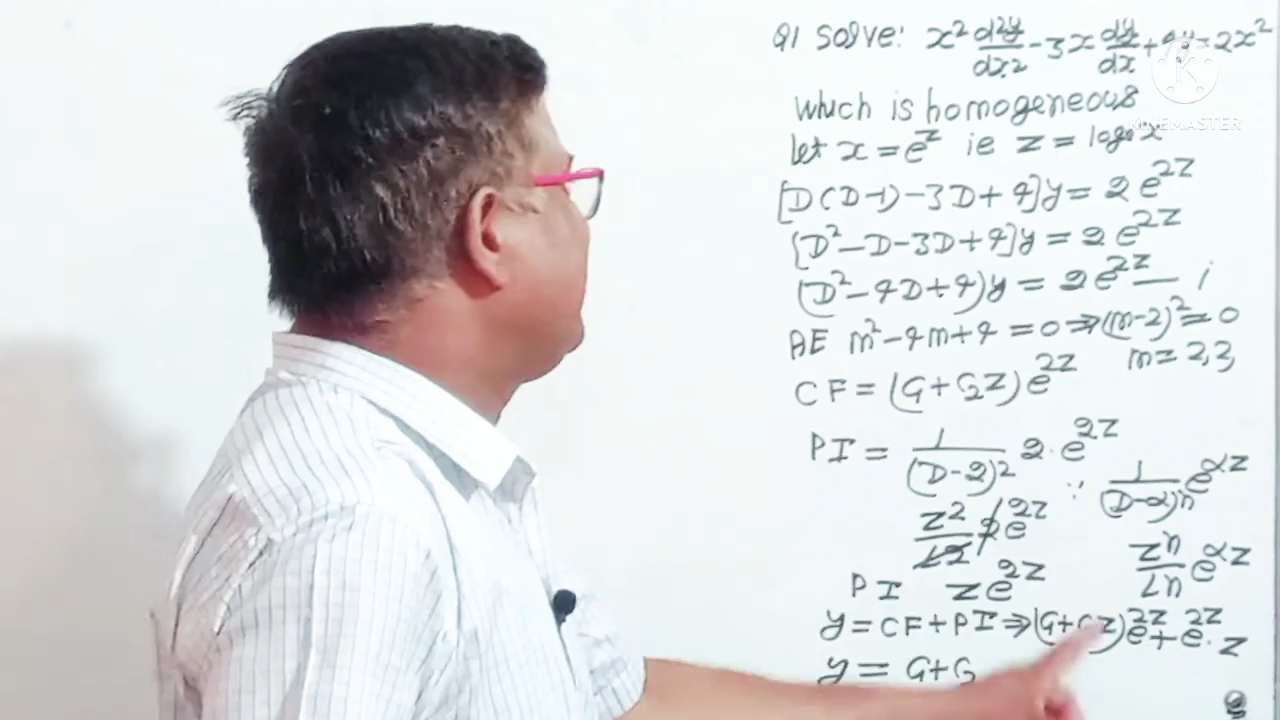 Q1 Solve: x² d²y/dx² - 3x dy/dx + 4y = 2x²
KINEMASTER
which is homogeneous
let x = e^z ie z = logₑx
[D(D-1)-3D+4]y = 2e^2z
[D²-D-3D+4]y = 2e^2z
(D²-4D+4)y = 2e^2z — i
AE m²-4m+4 = 0 ⇒ (m-2)² = 0
m = 2,2
CF = (C₁+C₂z)e^2z
PI = 1/(D-2)² 2·e^2z
∵ 1/(D-α)^n e^αz
z²/∠2 2e^2z
z^n/∠n e^αz
PI ze^2z
y = CF+PI ⇒ (C₁+C₂z)e^2z + e^2z·z
y = C₁+C₂